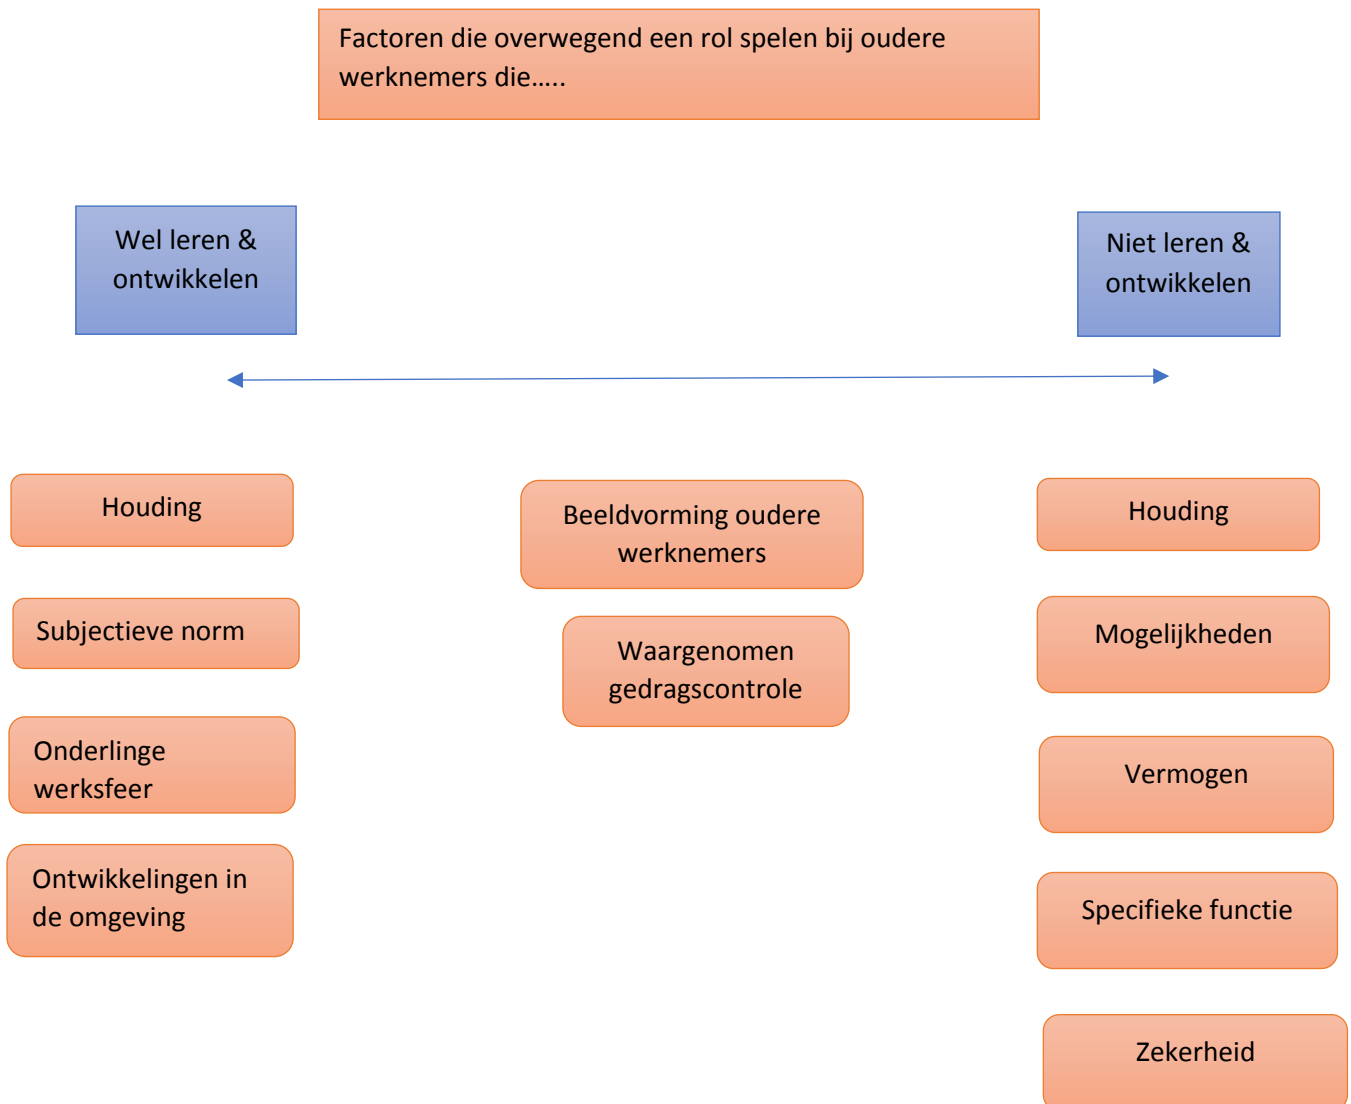 Factoren die overwegend een rol spelen bij oudere
werknemers die…..
Wel leren &
ontwikkelen
Niet leren &
ontwikkelen
Houding
Subjectieve norm
Onderlinge
werksfeer
Ontwikkelingen in
de omgeving
Beeldvorming oudere
werknemers
Waargenomen
gedragscontrole
Houding
Mogelijkheden
Vermogen
Specifieke functie
Zekerheid